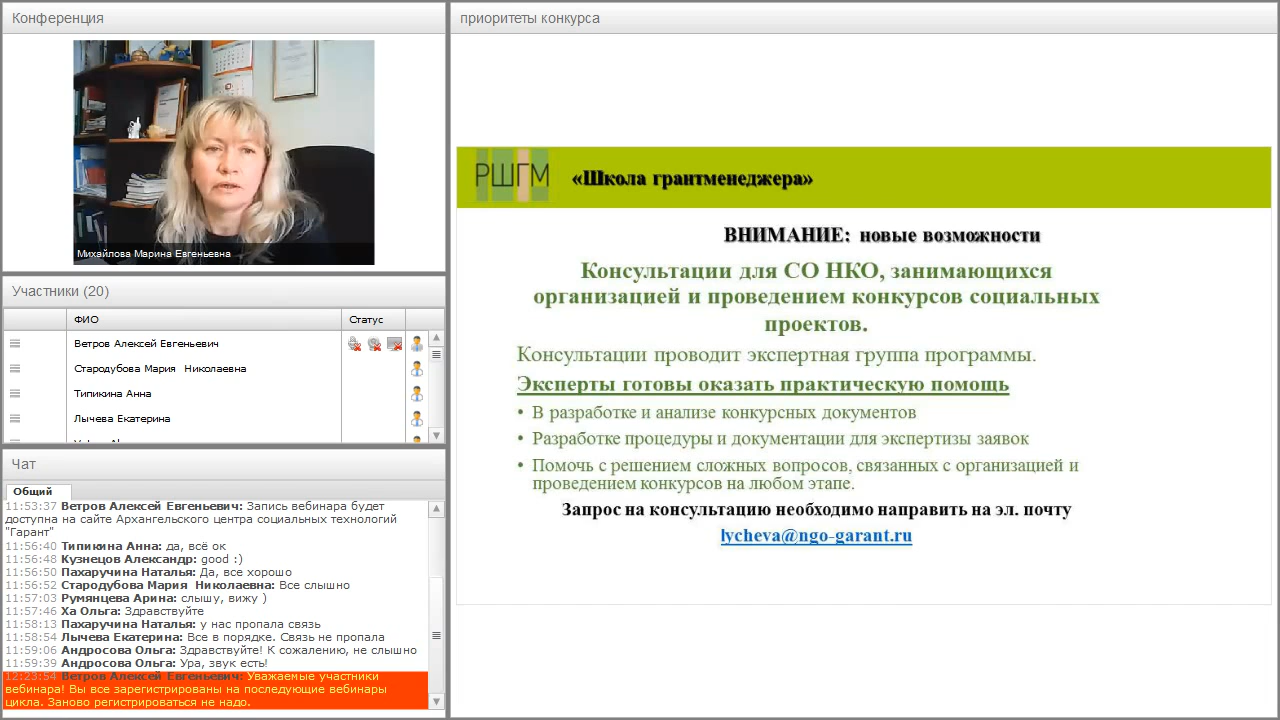 Конференция
Михайлова Марина Евгеньевна
Участники (20)
ФИО
Статус
Ветров Алексей Евгеньевич
Стародубова Мария Николаевна
Типикина Анна
Лычева Екатерина
Чат
Общий
11:53:37 Ветров Алексей Евгеньевич: Запись вебинара будет
доступна на сайте Архангельского центра социальных технологий
"Гарант"
11:56:40 Типикина Анна: да, всё ок
11:56:48 Кузнецов Александр: good :)
11:56:50 Пахаручина Наталья: Да, все хорошо
11:56:52 Стародубова Мария Николаевна: Все слышно
11:57:03 Румянцева Арина: слышу, вижу )
11:57:46 Ха Ольга: Здравствуйте
11:58:13 Пахаручина Наталья: у нас пропала связь
11:58:54 Лычева Екатерина: Все в порядке. Связь не пропала
11:59:06 Андросова Ольга: Здравствуйте! К сожалению, не слышно
11:59:39 Андросова Ольга: Ура, звук есть!
12:23:54 Ветров Алексей Евгеньевич: Уважаемые участники
вебинара! Вы все зарегистрированы на последующие вебинары
цикла. Заново регистрироваться не надо.
приоритеты конкурса
РШГМ
«Школа грантменеджера»
ВНИМАНИЕ: новые возможности
Консультации для СО НКО, занимающихся
организацией и проведением конкурсов социальных
проектов.
Консультации проводит экспертная группа программы.
Эксперты готовы оказать практическую помощь
• В разработке и анализе конкурсных документов
• Разработке процедуры и документации для экспертизы заявок
• Помочь с решением сложных вопросов, связанных с организацией и
проведением конкурсов на любом этапе.
Запрос на консультацию необходимо направить на эл. почту
lycheva@ngo-garant.ru